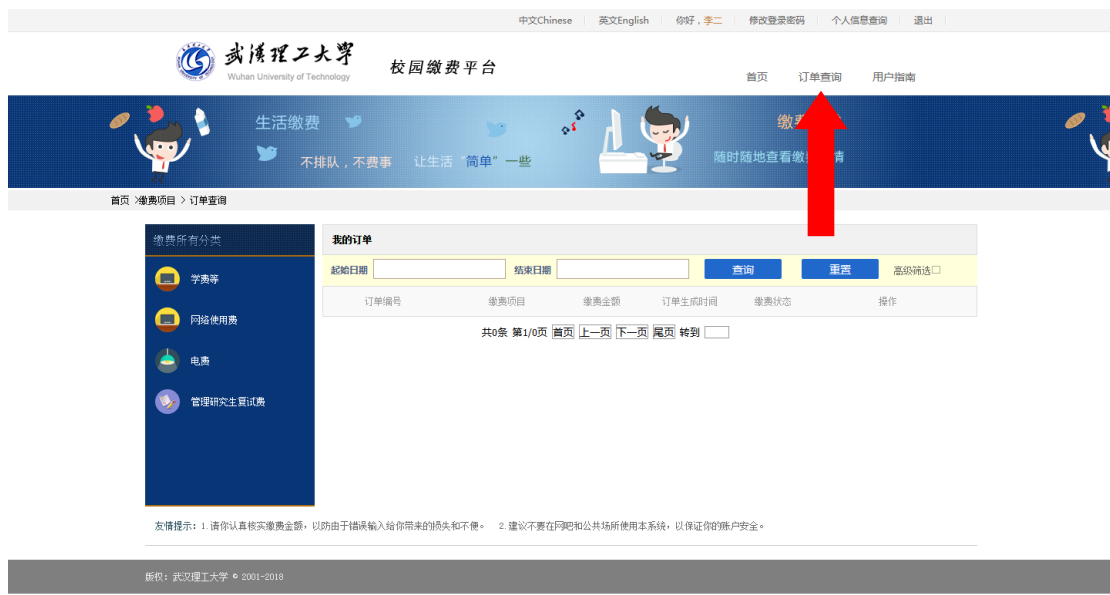 中文Chinese 英文English 你好，李二 修改登录密码 个人信息查询 退出
武汉理工大学
Wuhan University of Technology
校园缴费平台
首页 订单查询 用户指南
生活缴费
不排队，不费事 让生活“简单”一些
缴费
随时随地查看缴 情
首页 >缴费项目 > 订单查询
缴费所有分类
学费等
网络使用费
电费
管理研究生复试费
我的订单
起始日期 结束日期 查询 重置 高级筛选
订单编号 缴费项目 缴费金额 订单生成时间 缴费状态 操作
共0条 第1/0页 首页 上一页 下一页 尾页 转到
友情提示：1.请你认真核实缴费金额，以防由于错误输入给你带来的损失和不便。 2.建议不要在网吧和公共场所使用本系统，以保证你的账户安全。
版权：武汉理工大学 © 2001-2018